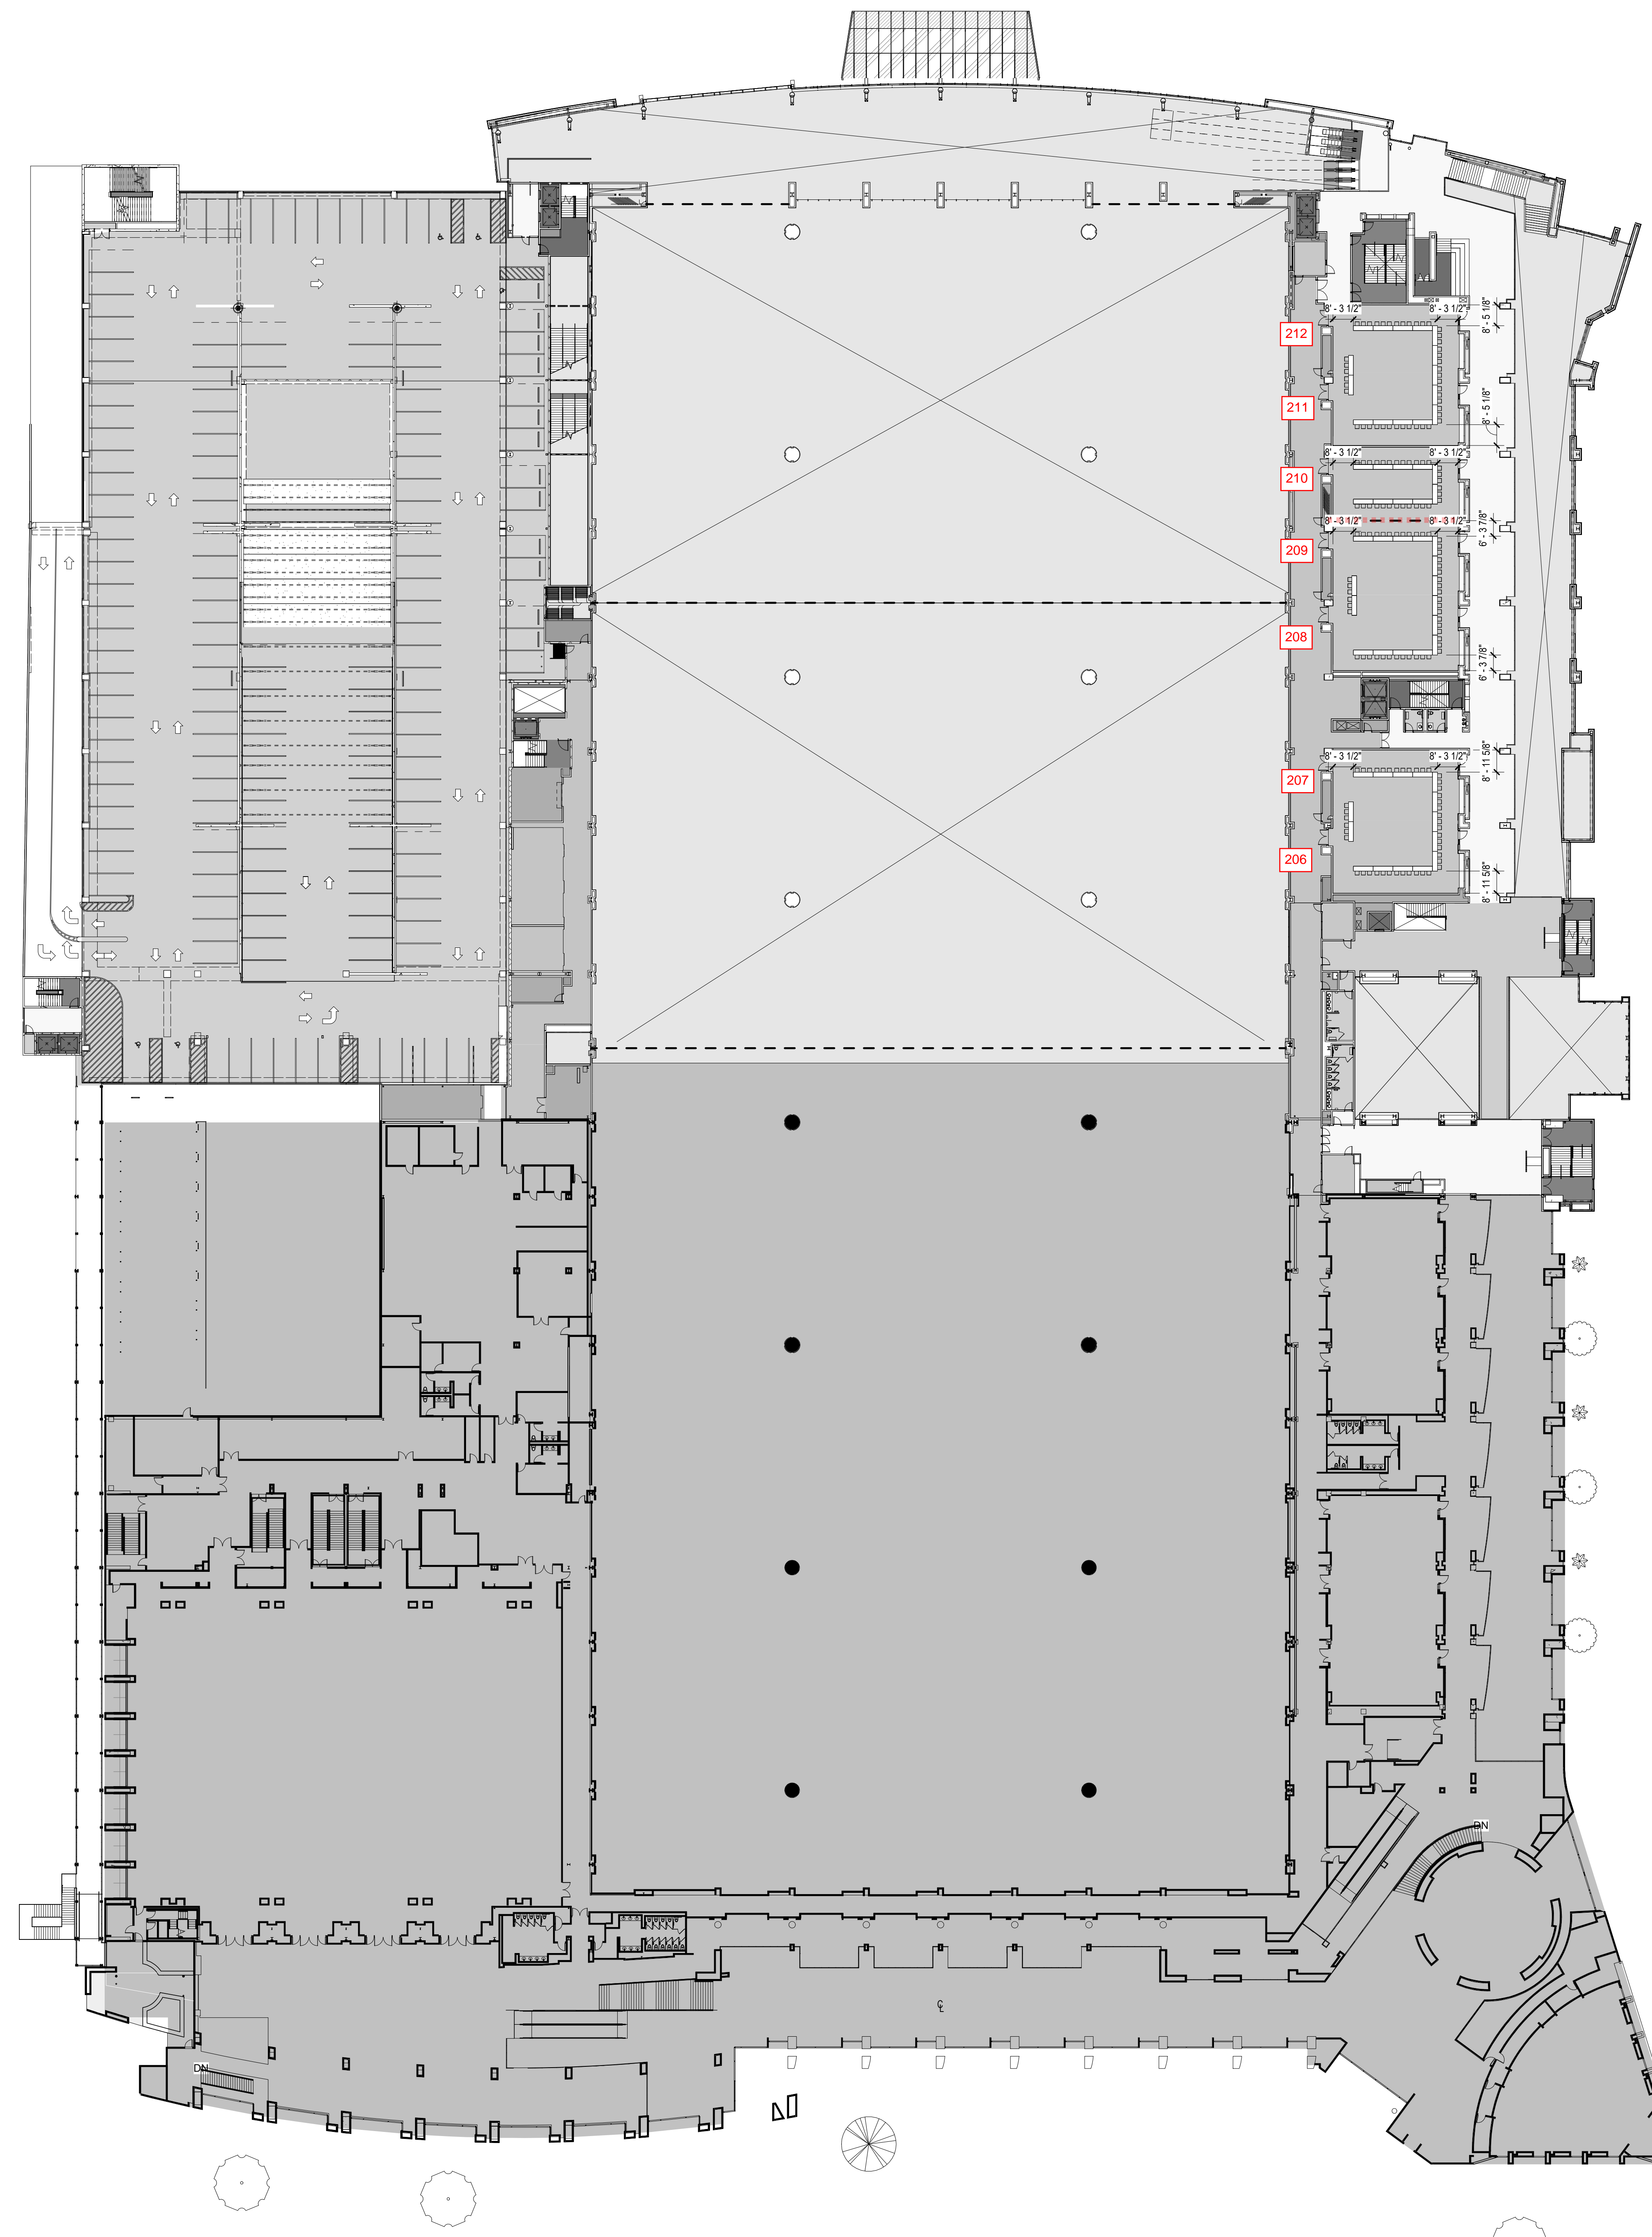 8' - 3 1/2" 8' - 3 1/2" 8' - 5 1/8"
212
211 8' - 5 1/8"
8' - 3 1/2" 8' - 3 1/2"
210
8' - 3 1/2" 8' - 3 1/2" 6' - 3 7/8"
209
208 6' - 3 7/8"
8' - 3 1/2" 8' - 3 1/2" 8' - 11 5/8"
207
206 8' - 11 5/8"
DN
℄
DN